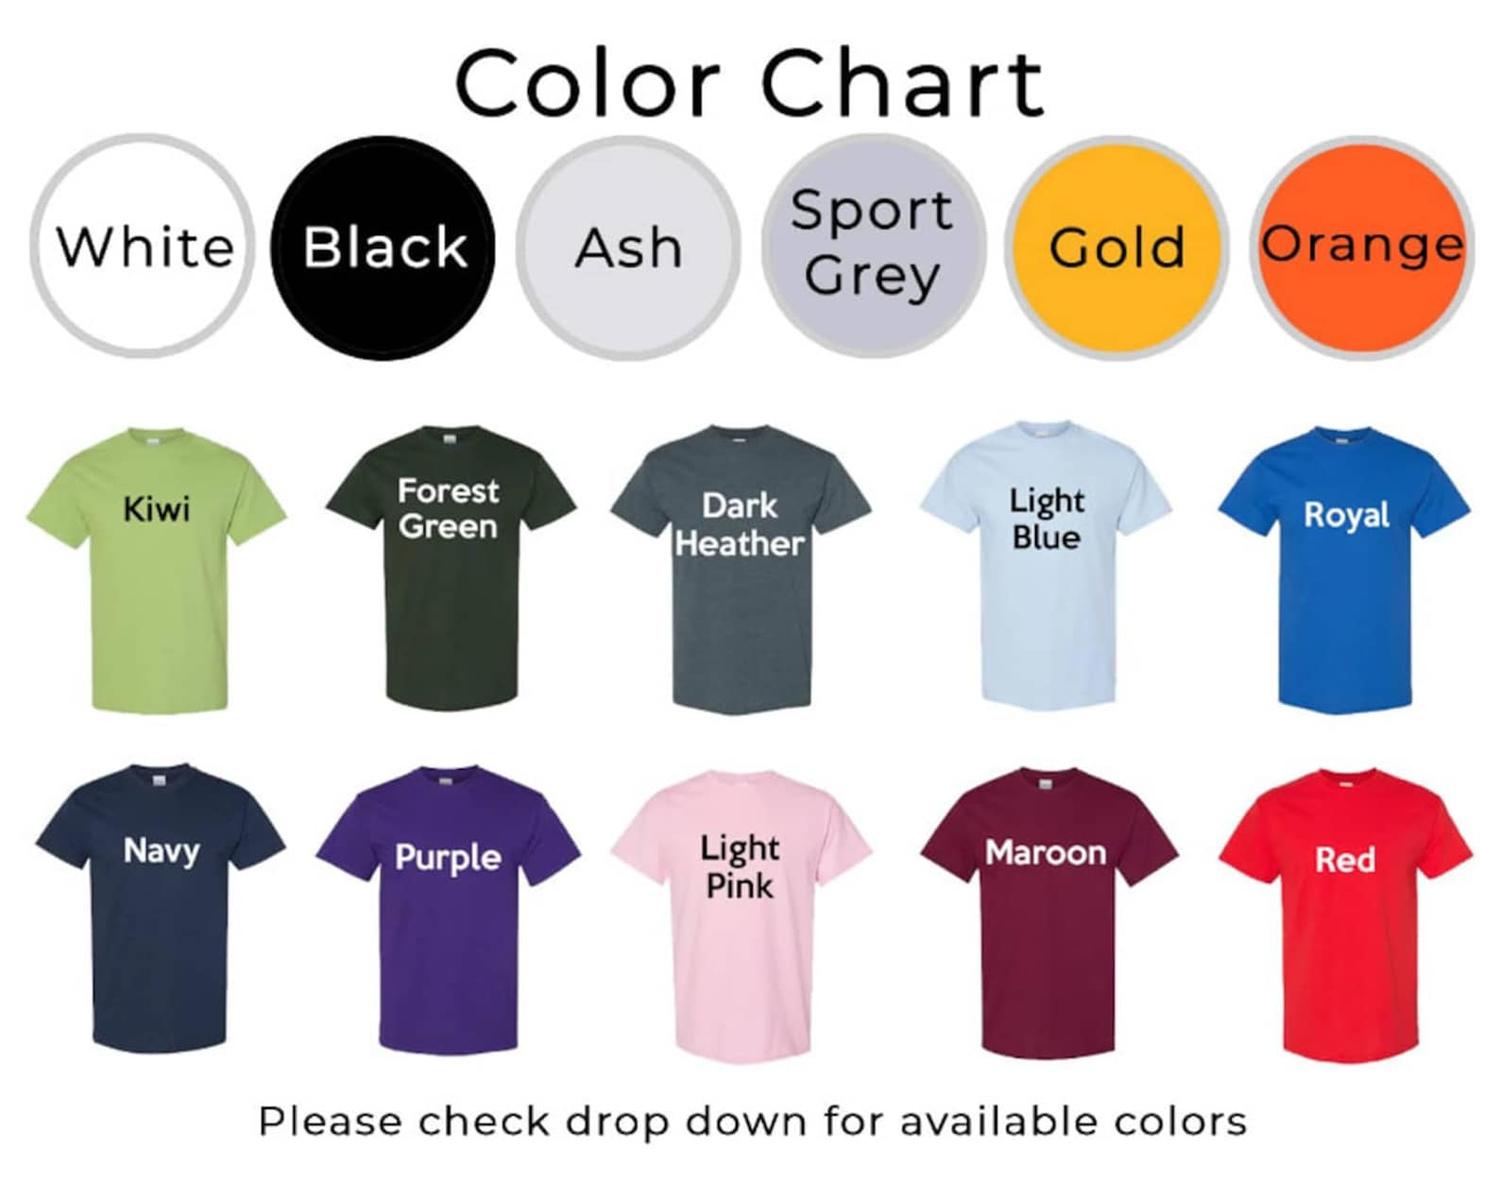 Color Chart
White
Black
Ash
Sport
Grey
Gold
Orange
Kiwi
Forest
Green
Dark
Heather
Light
Blue
Royal
Navy
Purple
Light
Pink
Maroon
Red
Please check drop down for available colors